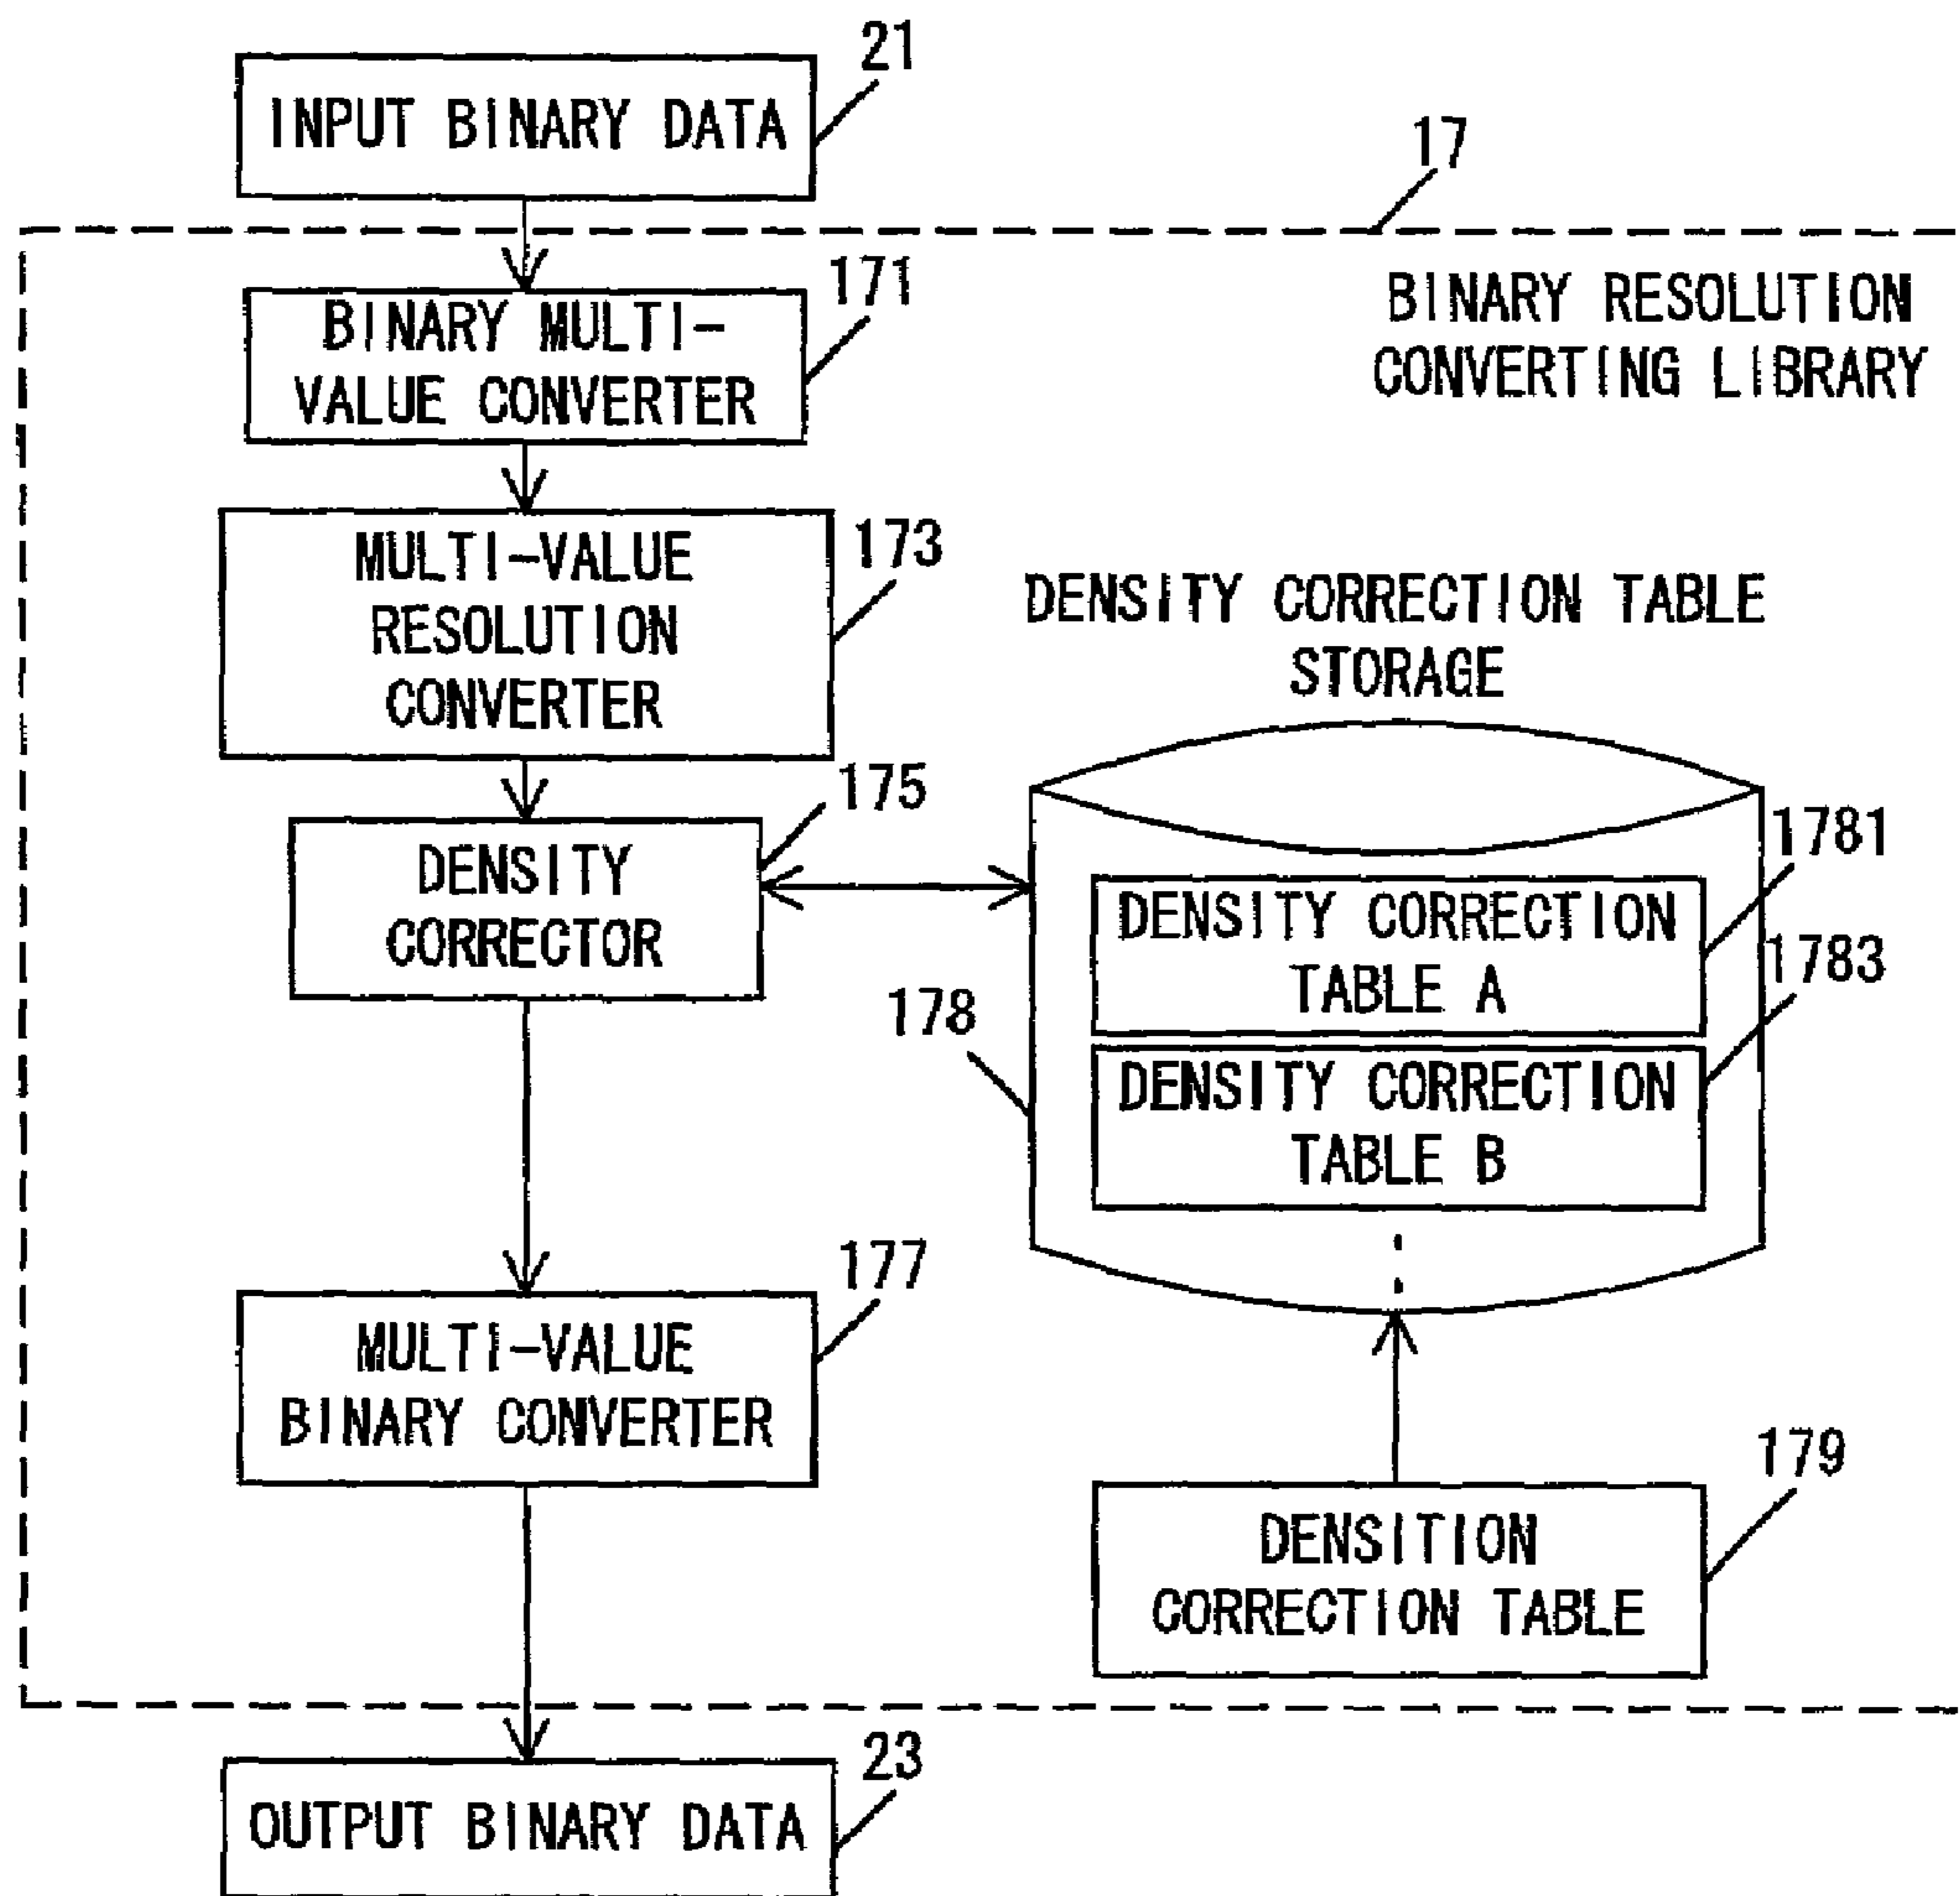 21
INPUT BINARY DATA
17
BINARY RESOLUTION
CONVERTING LIBRARY
171
BINARY MULTI-
VALUE CONVERTER
173
MULTI-VALUE
RESOLUTION
CONVERTER
DENSITY CORRECTION TABLE
STORAGE
175
DENSITY
CORRECTOR
1781
DENSITY CORRECTION
TABLE A
1783
178
DENSITY CORRECTION
TABLE B
177
MULTI-VALUE
BINARY CONVERTER
179
DENSITION
CORRECTION TABLE
23
OUTPUT BINARY DATA